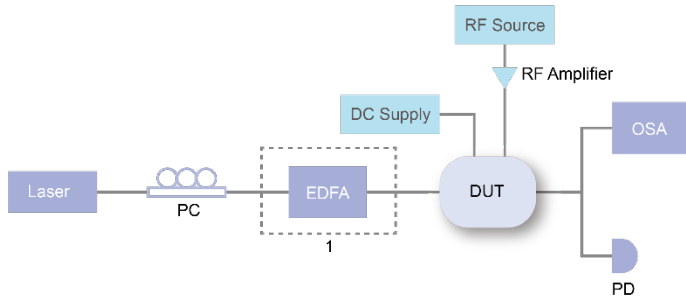 RF Source
RF Amplifier
DC Supply
OSA
Laser
EDFA
DUT
PC
1
PD